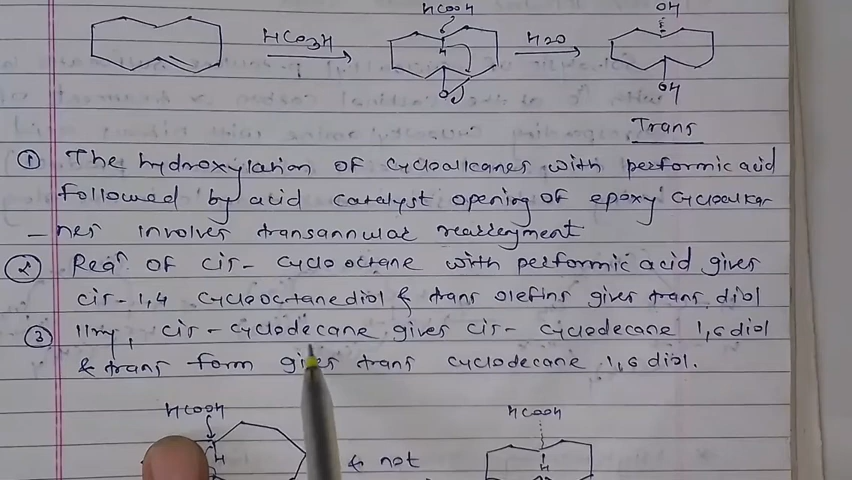 HCOOH
OH
HCO3H
H
H2O
O
OH
Trans
① The hydroxylation of cycloalkanes with performic acid
followed by acid catalyst opening of epoxy cycloalka
- nes involves transannular rearrengment
② Reaⁿ of cis - cyclooctane with performic acid gives
cis - 1,4 cyclooctanediol & trans olefins gives trans diol
③ llrly, cis - cyclodecane gives cis - cyclodecane 1,6 diol
& trans form gives trans cyclodecane 1,6 diol.
HCOOH
HCOOH
H
& not
H